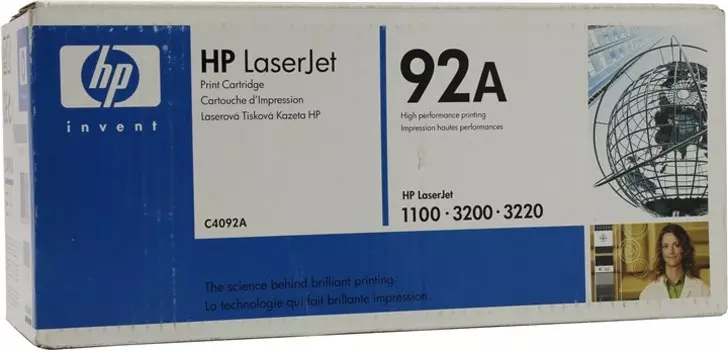 hp
invent
HP LaserJet
Print Cartridge
Cartouche d'Impression
Laserová Tisková Kazeta HP
C4092A
92A
High performance printing
Impression hautes performances
HP LaserJet
1100 · 3200 · 3220
The science behind brilliant printing.
La technologie qui fait brillante impression.